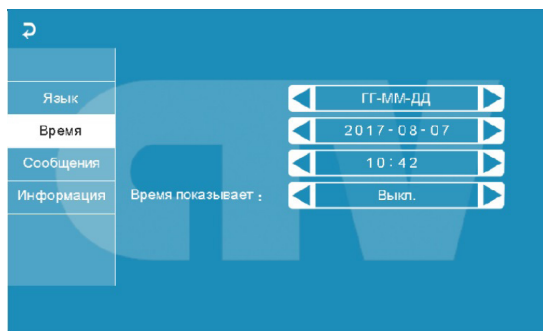 Язык
ГГ-ММ-ДД
Время
2017-08-07
Сообщения
10:42
Информация
Время показывает :
Выкл.